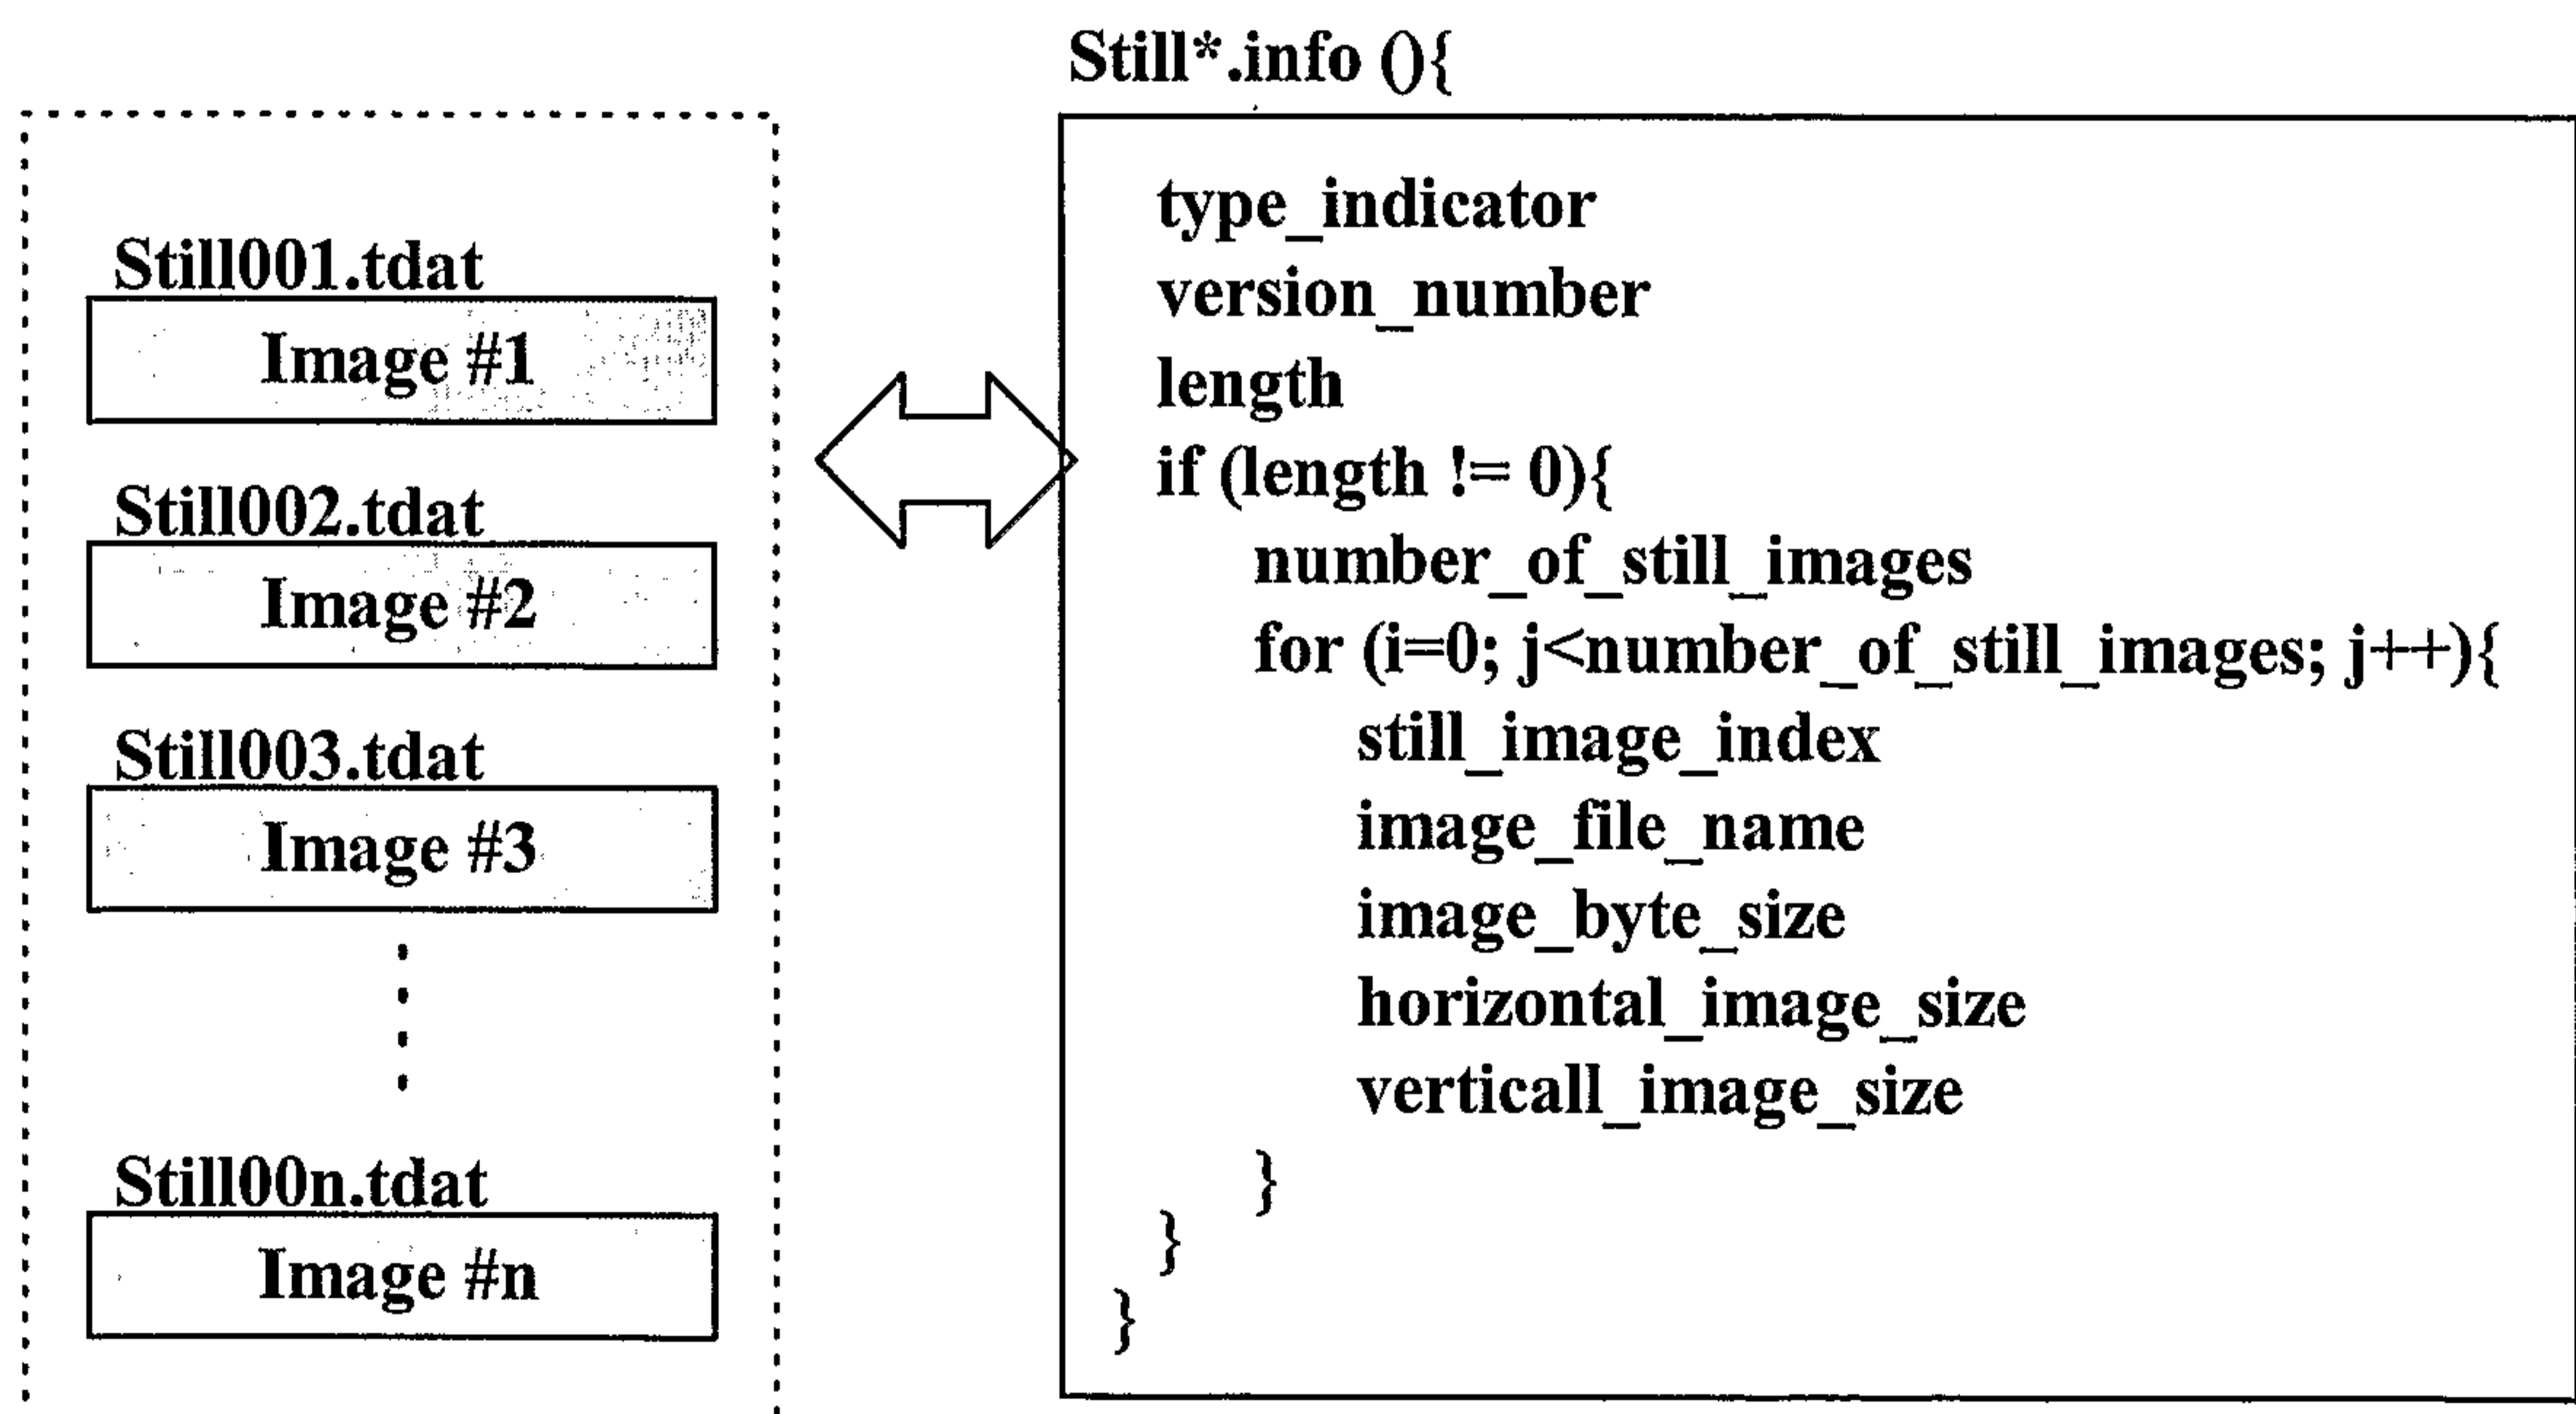 Still001.tdat
Image #1
Still002.tdat
Image #2
Still003.tdat
Image #3
Still00n.tdat
Image #n
Still*.info (){
type_indicator
version_number
length
if (length != 0){
number_of_still_images
for (i=0; j<number_of_still_images; j++){
still_image_index
image_file_name
image_byte_size
horizontal_image_size
verticall_image_size
}
}
}